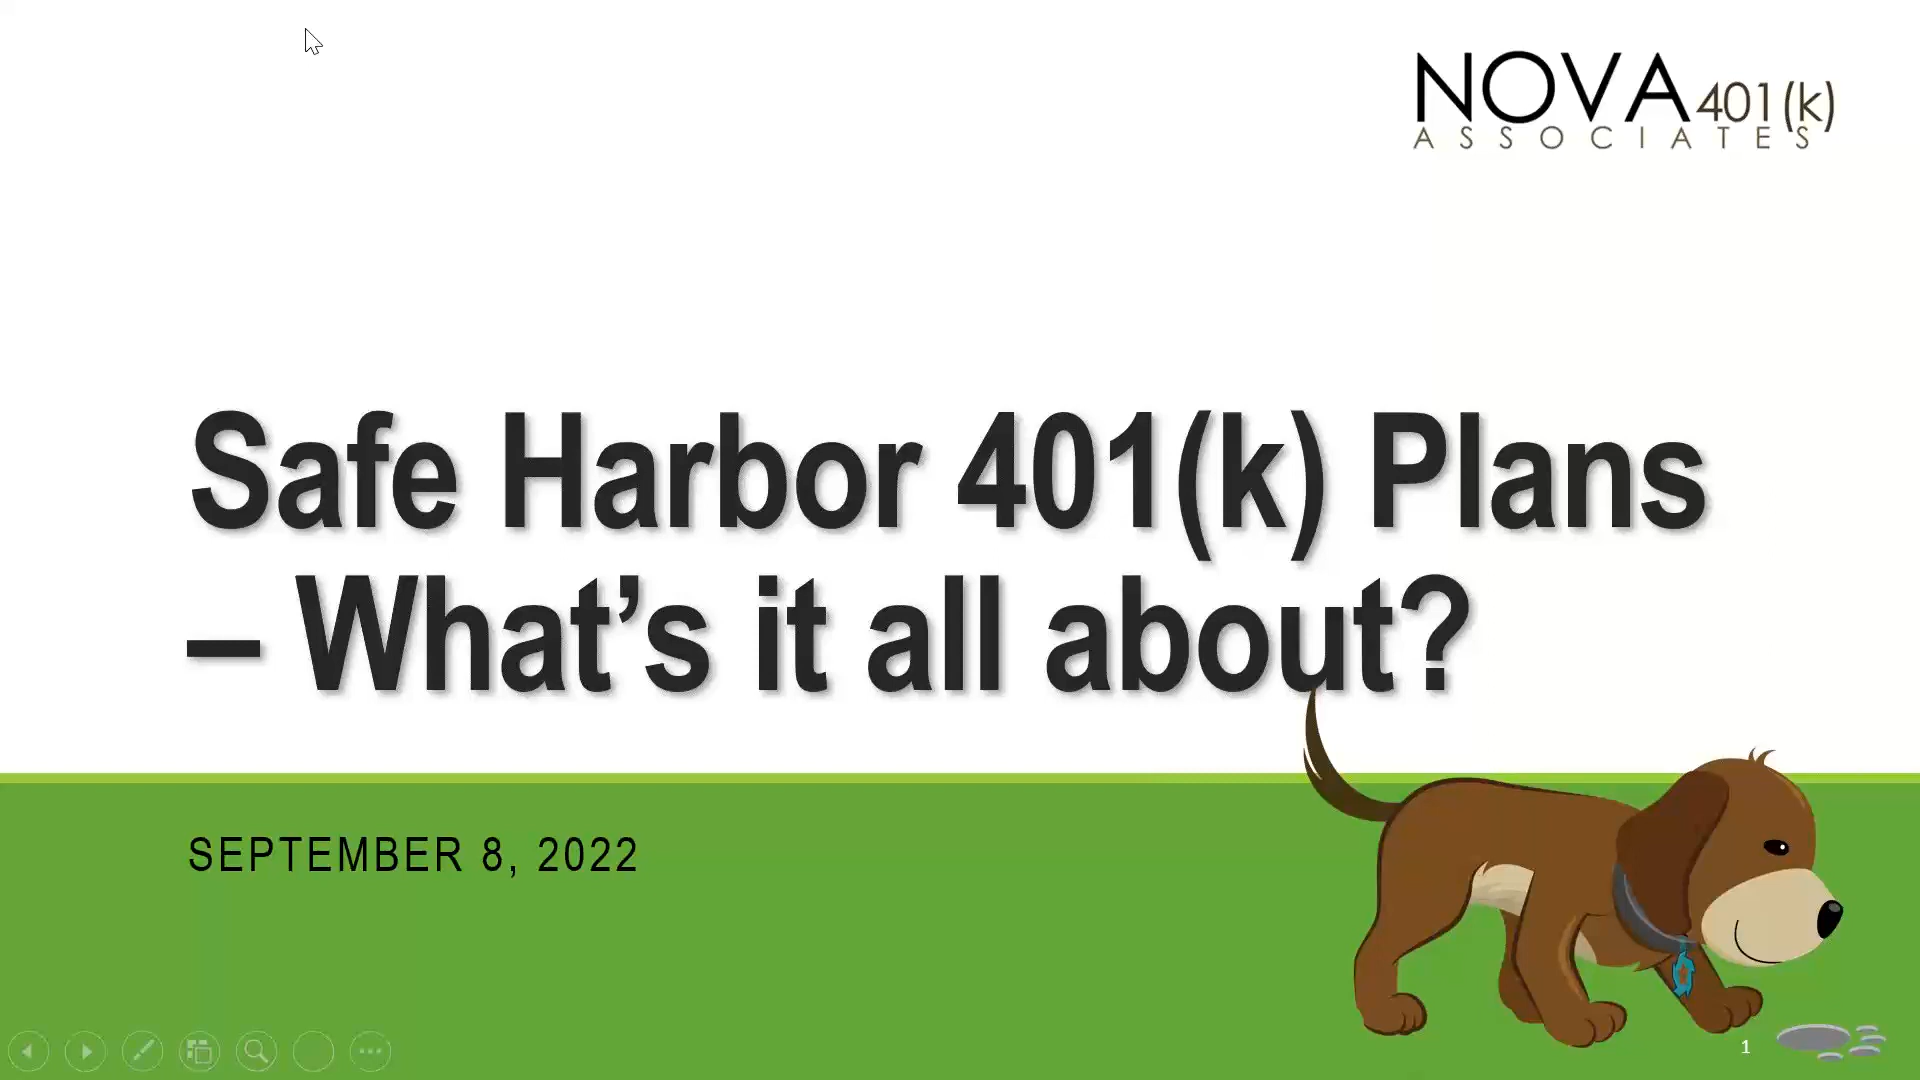 NOVA 401(k)
ASSOCIATES
Safe Harbor 401(k) Plans
– What’s it all about?
SEPTEMBER 8, 2022
1